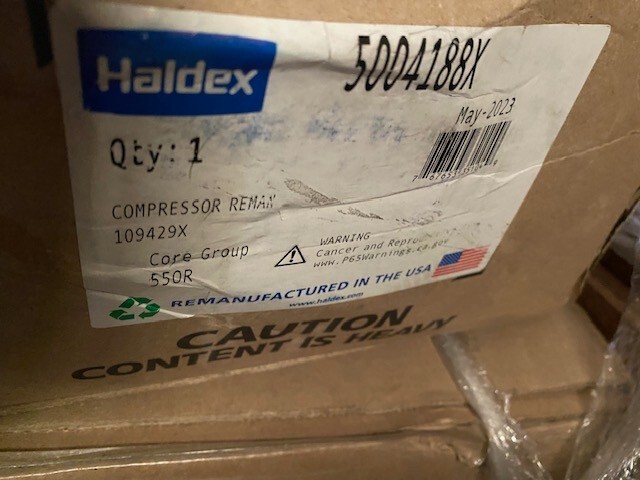 Haldex
5004188X
May-2023
Qty: 1
COMPRESSOR REMAN
109429X
Core Group
550R
WARNING
Cancer and
www.P65Warnings.ca.gov
REMANUFACTURED IN THE USA
www.haldex.com
CAUTION
CONTENT IS HEAVY